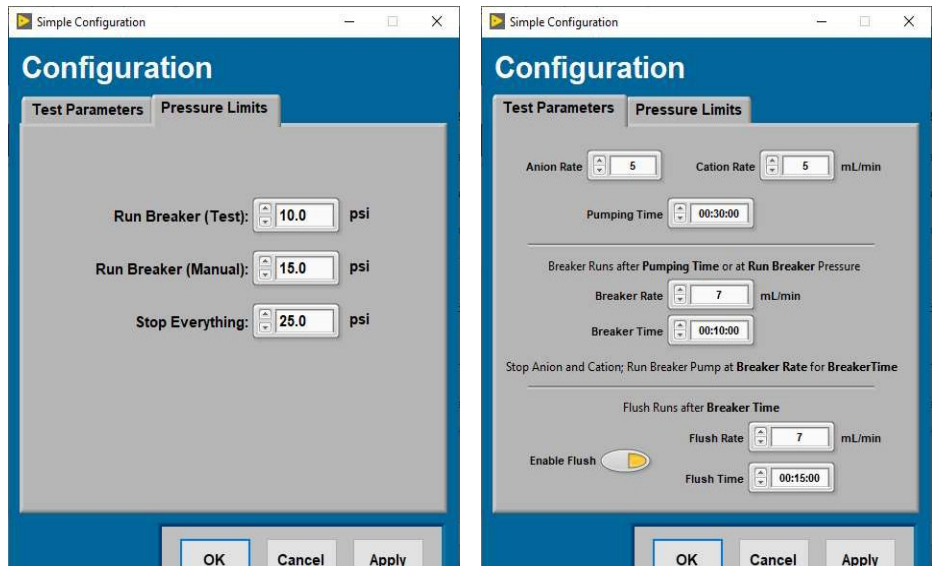 Simple Configuration
Configuration
Test Parameters Pressure Limits
Run Breaker (Test): 10.0 psi
Run Breaker (Manual): 15.0 psi
Stop Everything: 25.0 psi
OK Cancel Apply
Simple Configuration
Configuration
Test Parameters Pressure Limits
Anion Rate 5 Cation Rate 5 mL/min
Pumping Time 00:30:00
Breaker Runs after Pumping Time or at Run Breaker Pressure
Breaker Rate 7 mL/min
Breaker Time 00:10:00
Stop Anion and Cation; Run Breaker Pump at Breaker Rate for BreakerTime
Flush Runs after Breaker Time
Flush Rate 7 mL/min
Enable Flush
Flush Time 00:15:00
OK Cancel Apply